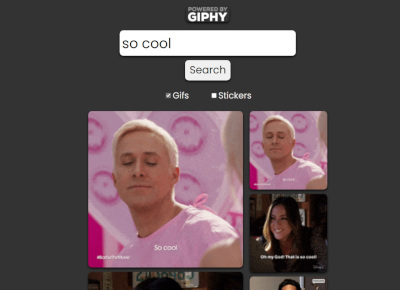 POWERED BY
GIPHY
so cool
Search
Gifs
Stickers
So cool
#BarbieTheMovie
So cool
Oh my God! That is so cool!